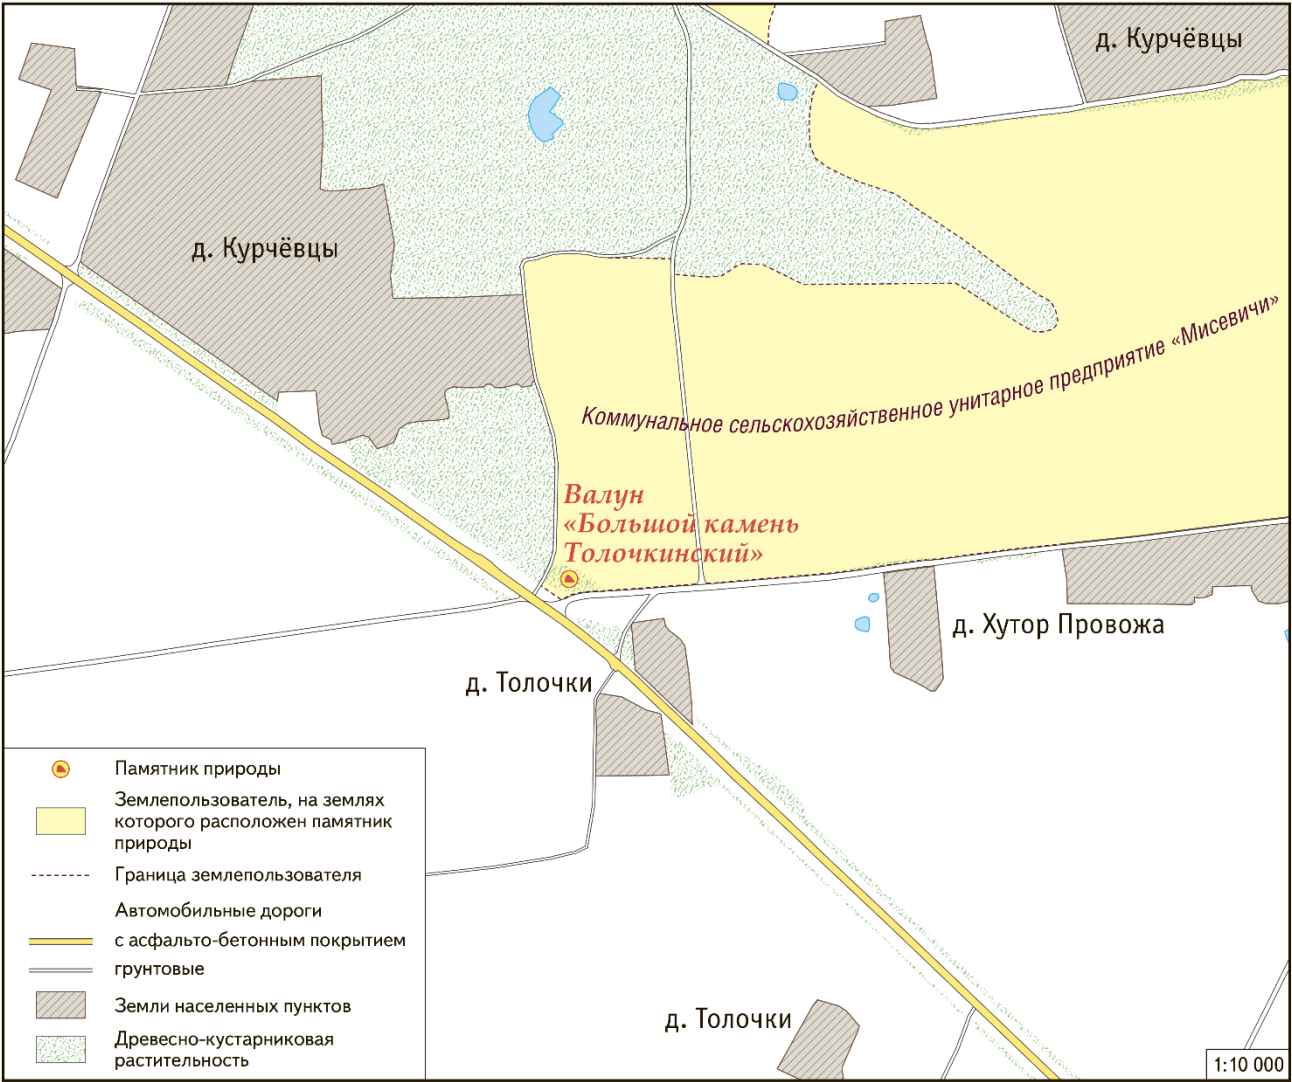 д. Курчёвцы
д. Курчёвцы
Коммунальное сельскохозяйственное унитарное предприятие «Мисевичи»
Валун
«Большой камень
Толочкинский»
д. Хутор Провожа
д. Толочки
Памятник природы
Землепользователь, на землях
которого расположен памятник
природы
Граница землепользователя
Автомобильные дороги
с асфальто-бетонным покрытием
грунтовые
Земли населенных пунктов
Древесно-кустарниковая
растительность
д. Толочки
1:10 000